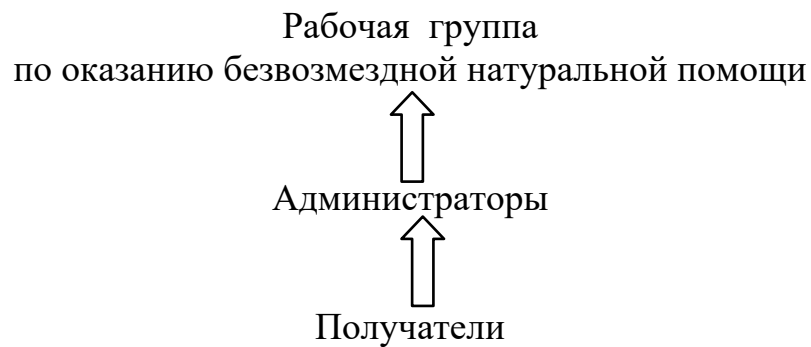 Рабочая группа
по оказанию безвозмездной натуральной помощи
Администраторы
Получатели